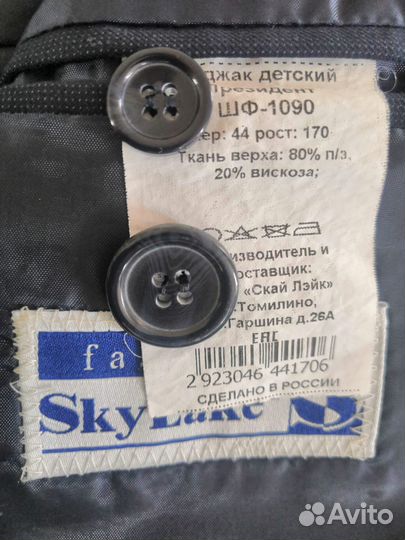 джак детский
Президент
ШФ-1090
ер: 44 рост: 170
Ткань верха: 80% п/э,
20% вискоза;
изводитель и
оставщик:
«Скай Лэйк»
Томилино,
Гаршина д.26А
ЕАС
2 923046 441706
СДЕЛАНО В РОССИИ
fa
SkyLake
Avito